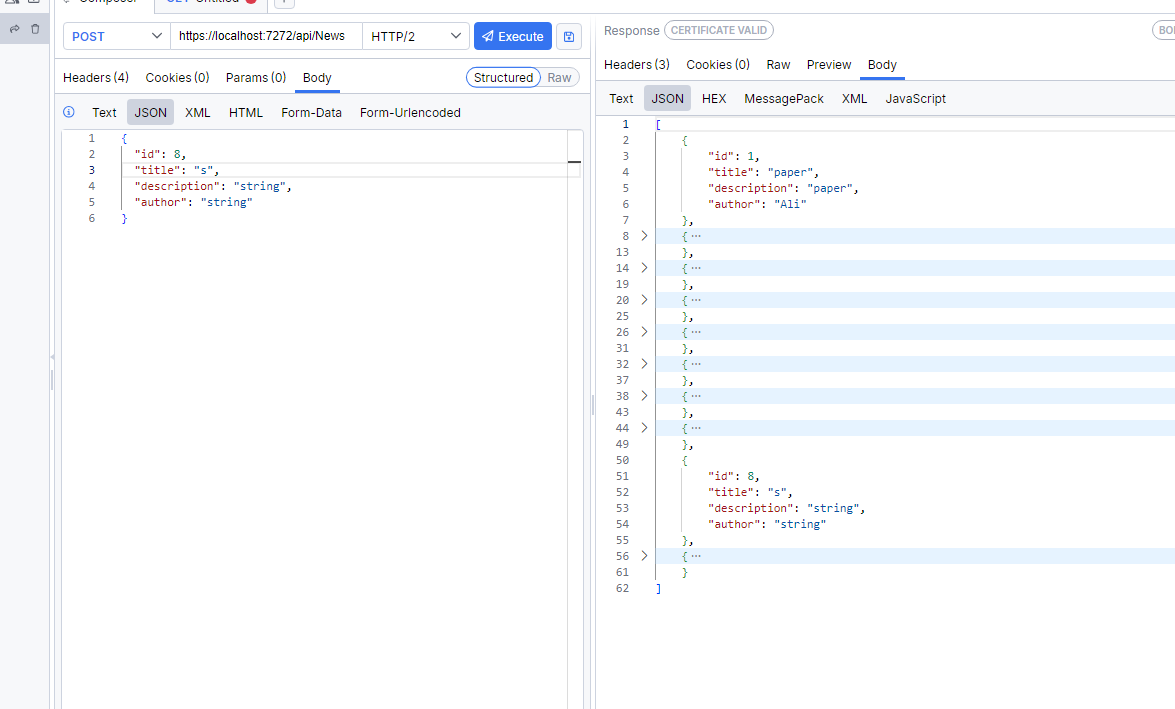 Composer GET Untitled
POST https://localhost:7272/api/News HTTP/2 Execute
Headers (4) Cookies (0) Params (0) Body Structured Raw
Text JSON XML HTML Form-Data Form-Urlencoded
1 {
2 "id": 8,
3 "title": "s",
4 "description": "string",
5 "author": "string"
6 }
Response CERTIFICATE VALID
Headers (3) Cookies (0) Raw Preview Body
Text JSON HEX MessagePack XML JavaScript
1 [
2 {
3 "id": 1,
4 "title": "paper",
5 "description": "paper",
6 "author": "Ali"
7 },
8 { ···
13 },
14 { ···
19 },
20 { ···
25 },
26 { ···
31 },
32 { ···
37 },
38 { ···
43 },
44 { ···
49 },
50 {
51 "id": 8,
52 "title": "s",
53 "description": "string",
54 "author": "string"
55 },
56 { ···
61 }
62 ]